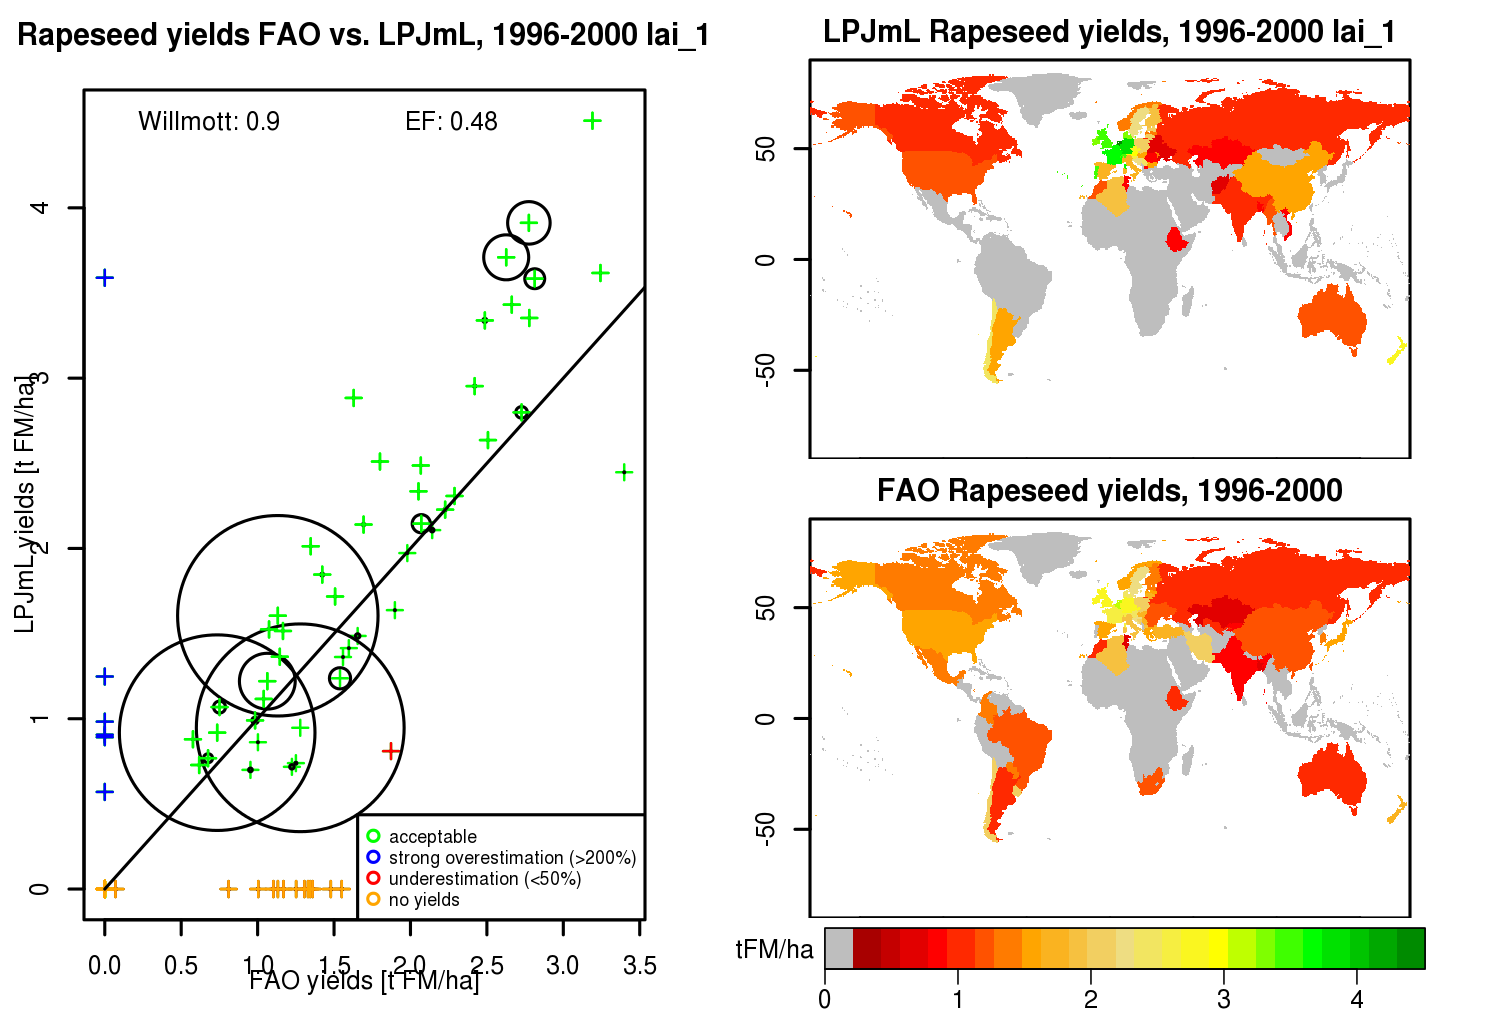 Rapeseed yields FAO vs. LPJmL, 1996-2000 lai_1
Willmott: 0.9
EF: 0.48
LPJmL yields [t FM/ha]
4
3
2
1
0
0.0 0.5 1.0 1.5 2.0 2.5 3.0 3.5
FAO yields [t FM/ha]
acceptable
strong overestimation (>200%)
underestimation (<50%)
no yields
LPJmL Rapeseed yields, 1996-2000 lai_1
50
0
-50
FAO Rapeseed yields, 1996-2000
50
0
-50
tFM/ha
0 1 2 3 4